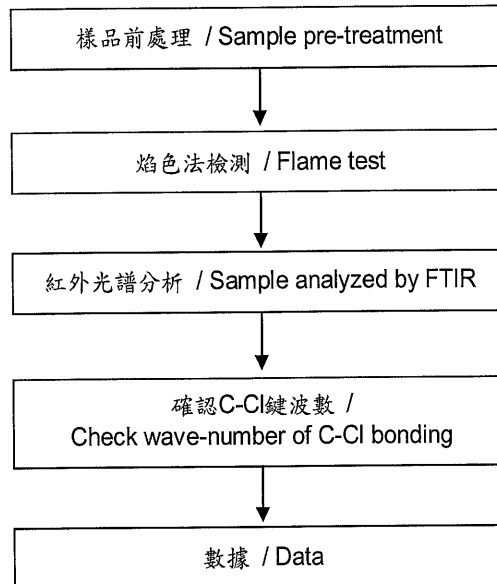 樣品前處理 / Sample pre-treatment
焰色法檢測 / Flame test
紅外光譜分析 / Sample analyzed by FTIR
確認C-Cl鍵波數 /
Check wave-number of C-Cl bonding
數據 / Data